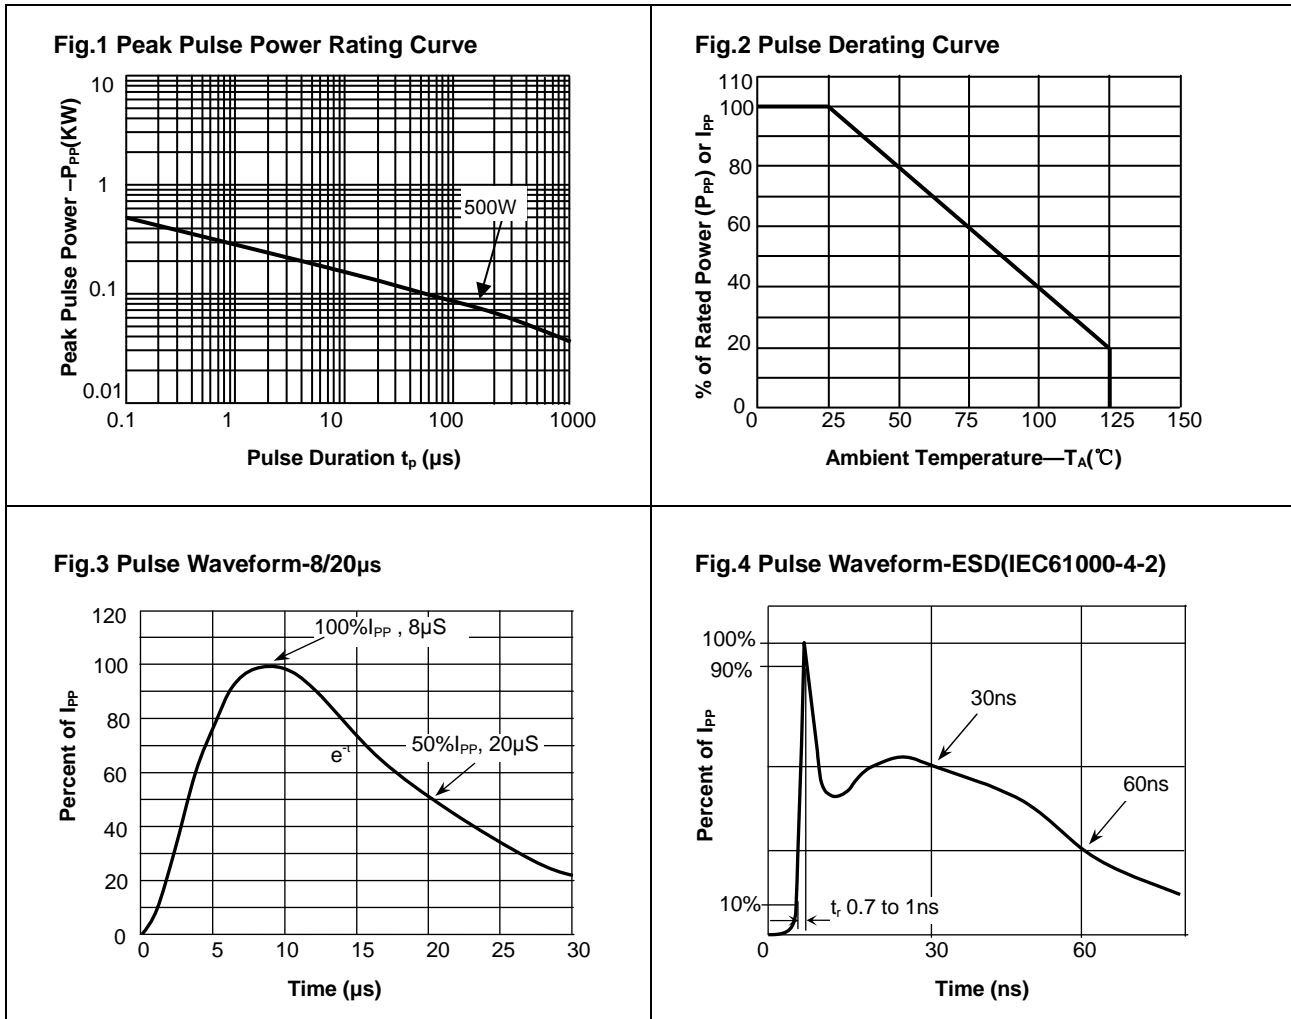 Fig.1 Peak Pulse Power Rating Curve
Peak Pulse Power –PPP(KW)
10
1
0.1
0.01
500W
0.1 1 10 100 1000
Pulse Duration tp (µs)
Fig.2 Pulse Derating Curve
% of Rated Power (PPP) or IPP
110
100
80
60
40
20
0
0 25 50 75 100 125 150
Ambient Temperature—TA(℃)
Fig.3 Pulse Waveform-8/20µs
Percent of IPP
120
100
80
60
40
20
0
100%IPP , 8µS
50%IPP, 20µS
e-t
0 5 10 15 20 25 30
Time (µs)
Fig.4 Pulse Waveform-ESD(IEC61000-4-2)
Percent of IPP
100%
90%
10%
30ns
60ns
tr 0.7 to 1ns
0 30 60
Time (ns)